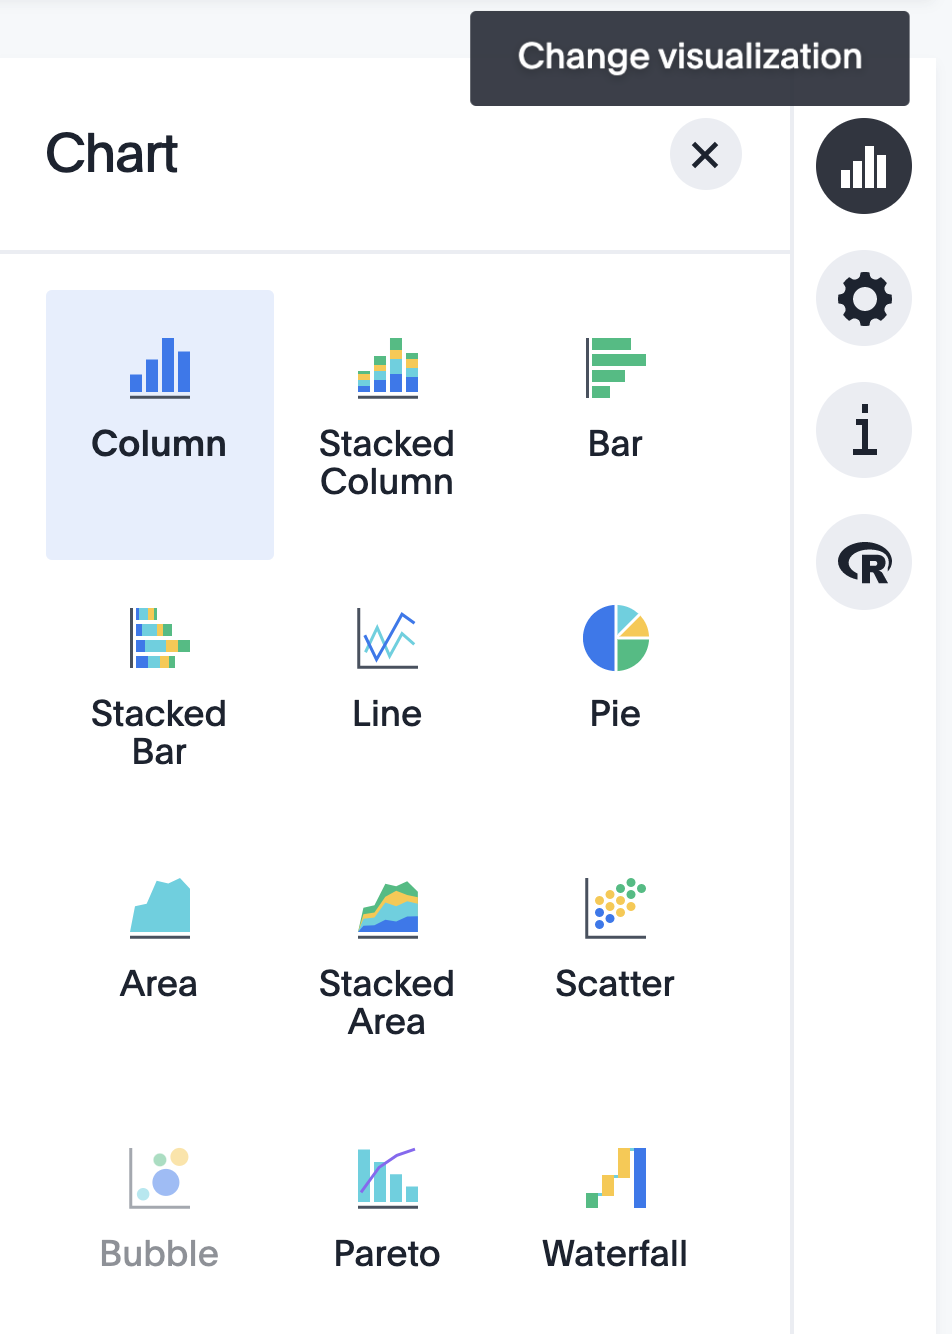 Change visualization
Chart
Column
Stacked
Column
Bar
Stacked
Bar
Line
Pie
Area
Stacked
Area
Scatter
Bubble
Pareto
Waterfall
i
R